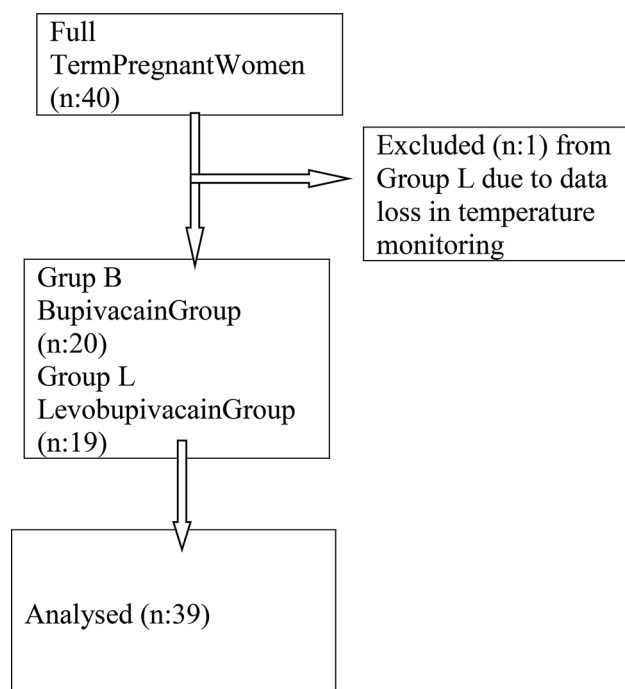 Full
TermPregnantWomen
(n:40)
Excluded (n:1) from
Group L due to data
loss in temperature
monitoring
Grup B
BupivacainGroup
(n:20)
Group L
LevobupivacainGroup
(n:19)
Analysed (n:39)